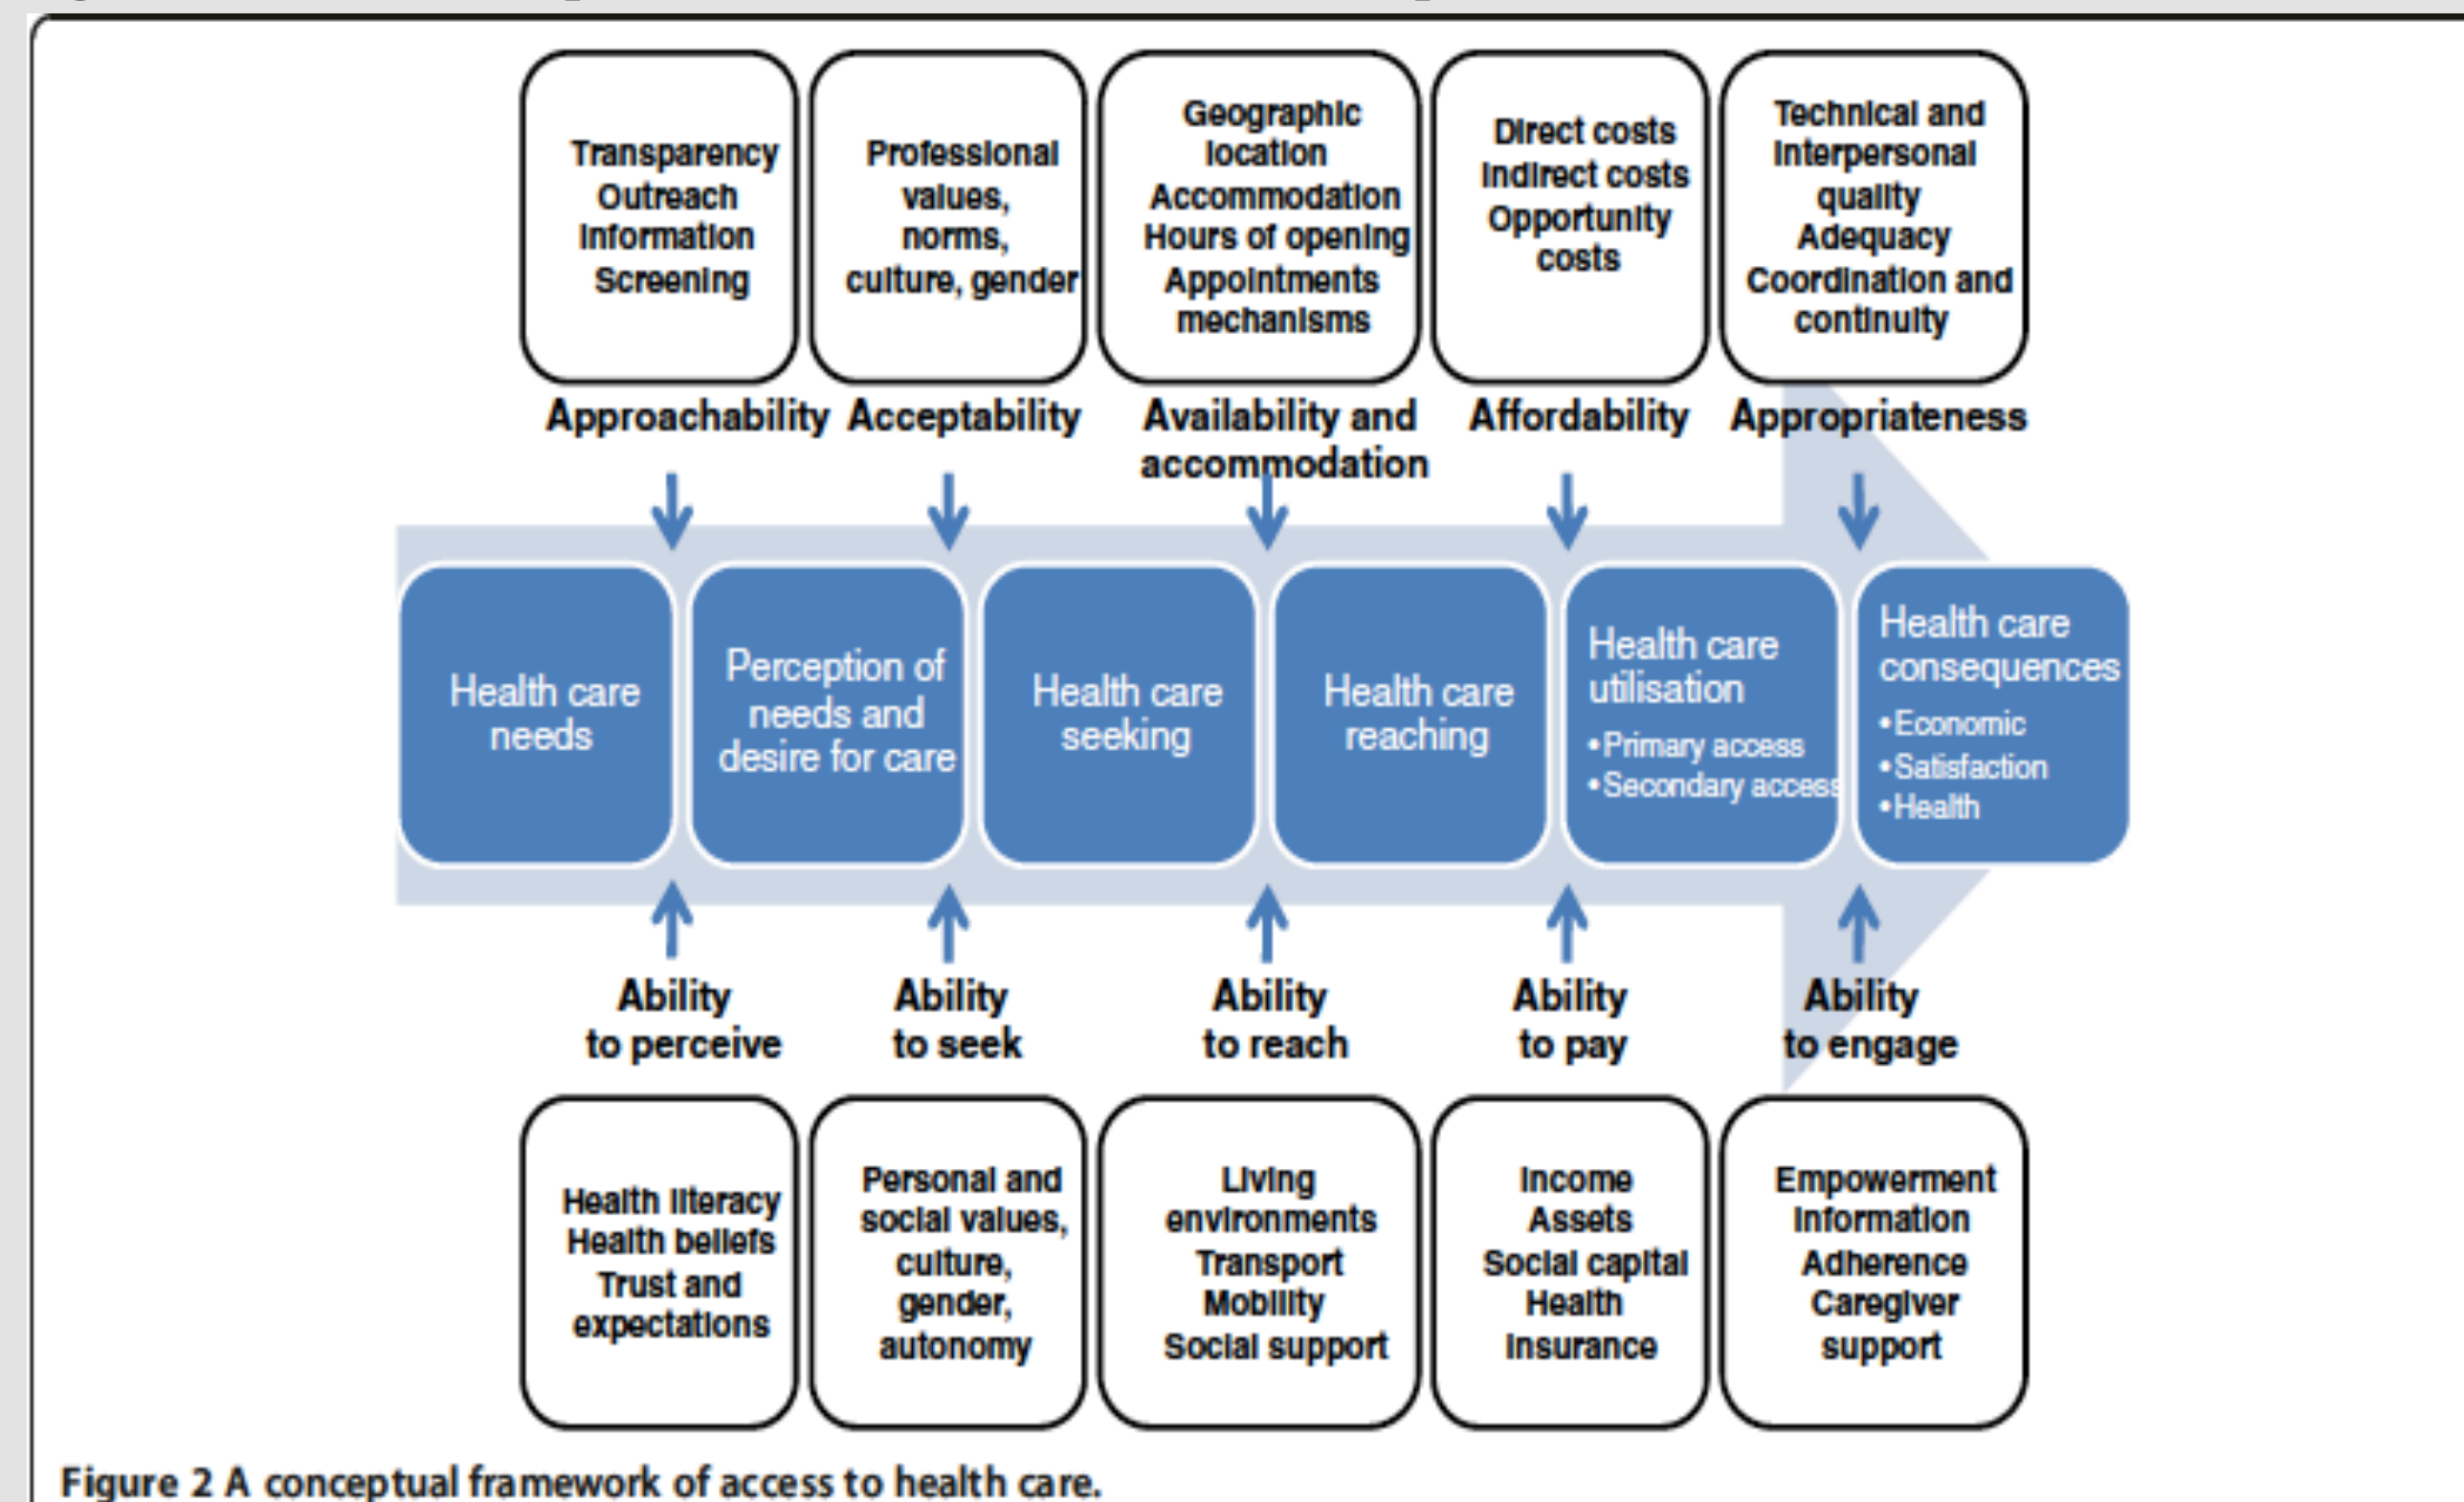 Transparency
Outreach
Information
Screening
Professional
values,
norms,
culture, gender
Geographic
location
Accommodation
Hours of opening
Appointments
mechanisms
Direct costs
Indirect costs
Opportunity
costs
Technical and
interpersonal
quality
Adequacy
Coordination and
continuity
Approachability
Acceptability
Availability and
accommodation
Affordability
Appropriateness
Health care
needs
Perception of
needs and
desire for care
Health care
seeking
Health care
reaching
Health care
utilisation
•Primary access
•Secondary access
Health care
consequences
•Economic
•Satisfaction
•Health
Ability
to perceive
Ability
to seek
Ability
to reach
Ability
to pay
Ability
to engage
Health literacy
Health beliefs
Trust and
expectations
Personal and
social values,
culture,
gender,
autonomy
Living
environments
Transport
Mobility
Social support
Income
Assets
Social capital
Health
insurance
Empowerment
Information
Adherence
Caregiver
support
Figure 2 A conceptual framework of access to health care.